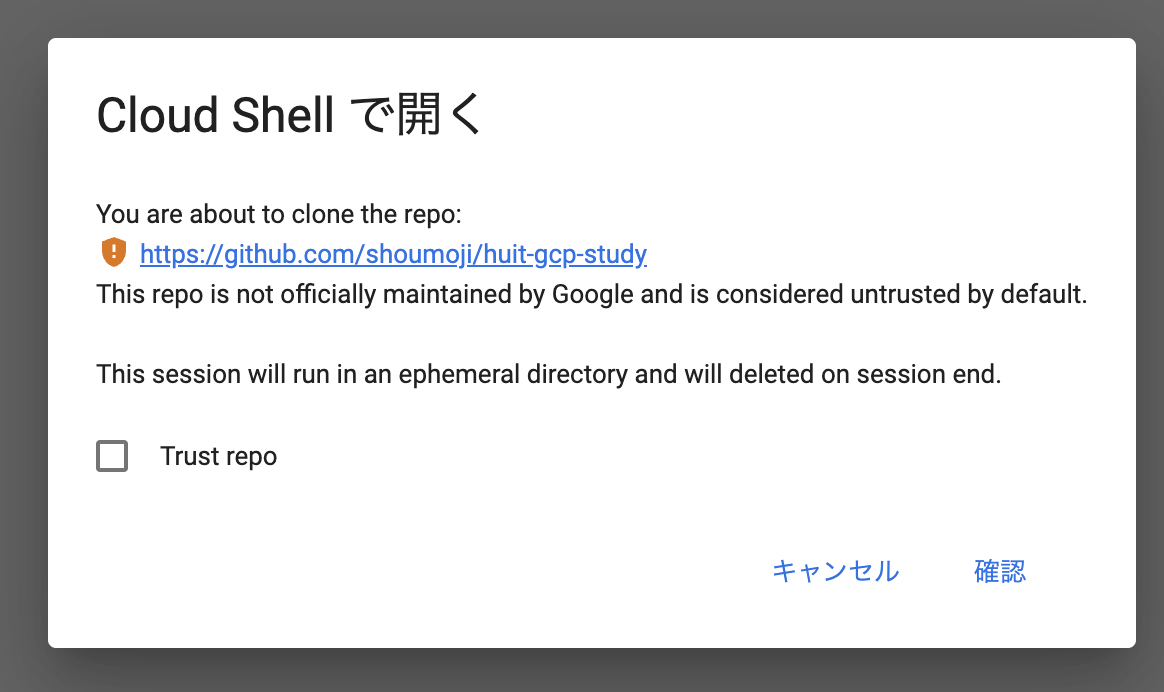 Cloud Shell で開く
You are about to clone the repo:
https://github.com/shoumoji/huit-gcp-study
This repo is not officially maintained by Google and is considered untrusted by default.
This session will run in an ephemeral directory and will deleted on session end.
Trust repo
キャンセル 確認